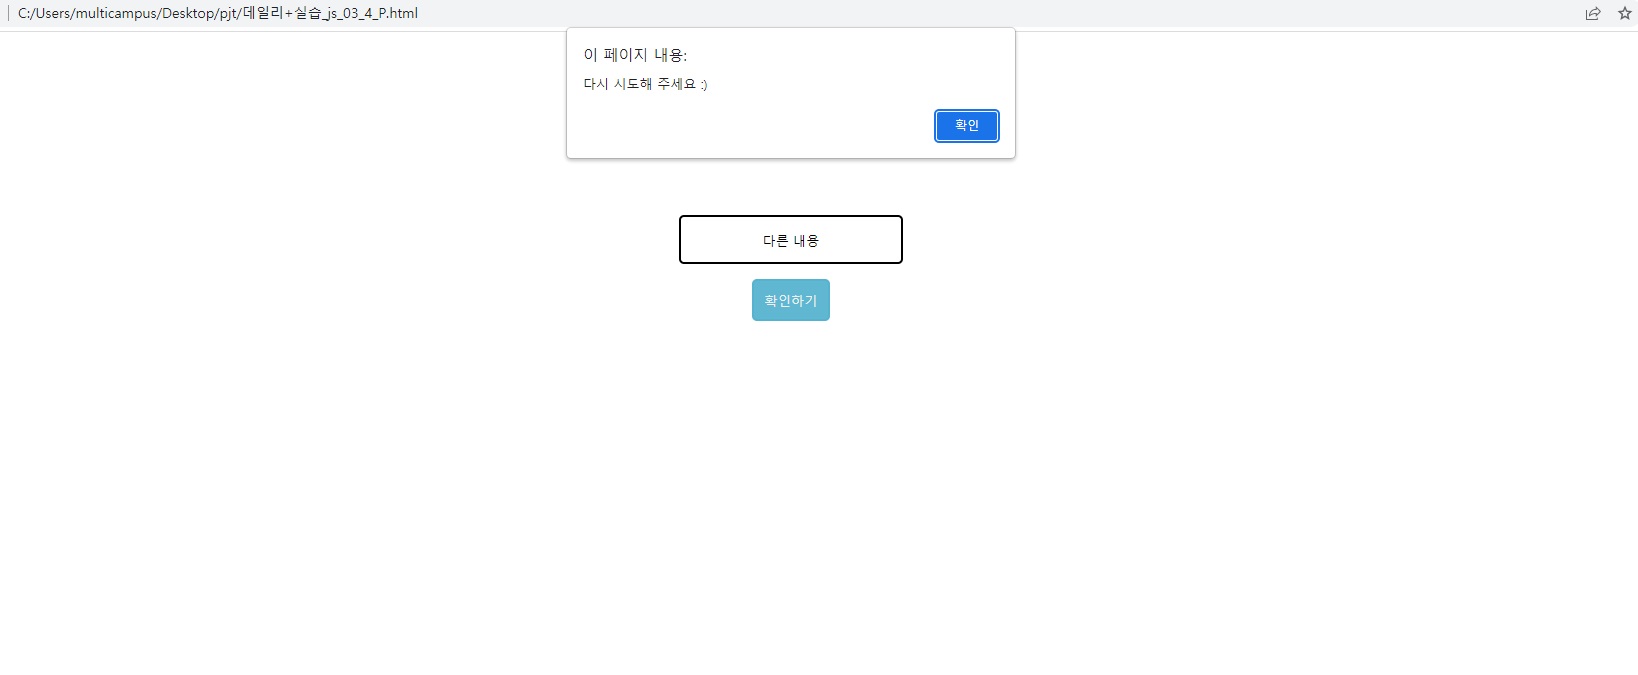 C:/Users/multicampus/Desktop/pjt/데일리+실습_js_03_4_P.html
이 페이지 내용:
다시 시도해 주세요 :)
확인
다른 내용
확인하기